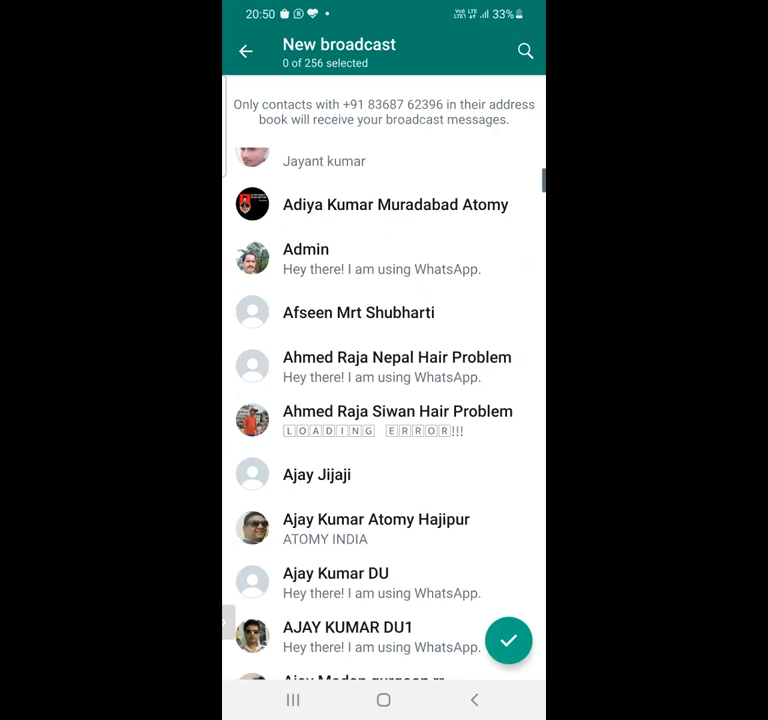 20:50
Vo) LTE LTE1 33%
New broadcast
0 of 256 selected
Only contacts with +91 83687 62396 in their address
book will receive your broadcast messages.
Jayant kumar
Adiya Kumar Muradabad Atomy
Admin
Hey there! I am using WhatsApp.
Afseen Mrt Shubharti
Ahmed Raja Nepal Hair Problem
Hey there! I am using WhatsApp.
Ahmed Raja Siwan Hair Problem
🄻🄾🄰🄳🄸🄽🄶 🄴🅁🅁🄾🅁!!!
Ajay Jijaji
Ajay Kumar Atomy Hajipur
ATOMY INDIA
Ajay Kumar DU
Hey there! I am using WhatsApp.
AJAY KUMAR DU1
Hey there! I am using WhatsApp.